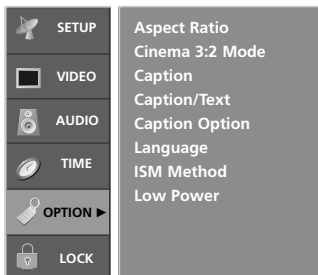 SETUP
VIDEO
AUDIO
TIME
OPTION ►
LOCK
Aspect Ratio
Cinema 3:2 Mode
Caption
Caption/Text
Caption Option
Language
ISM Method
Low Power